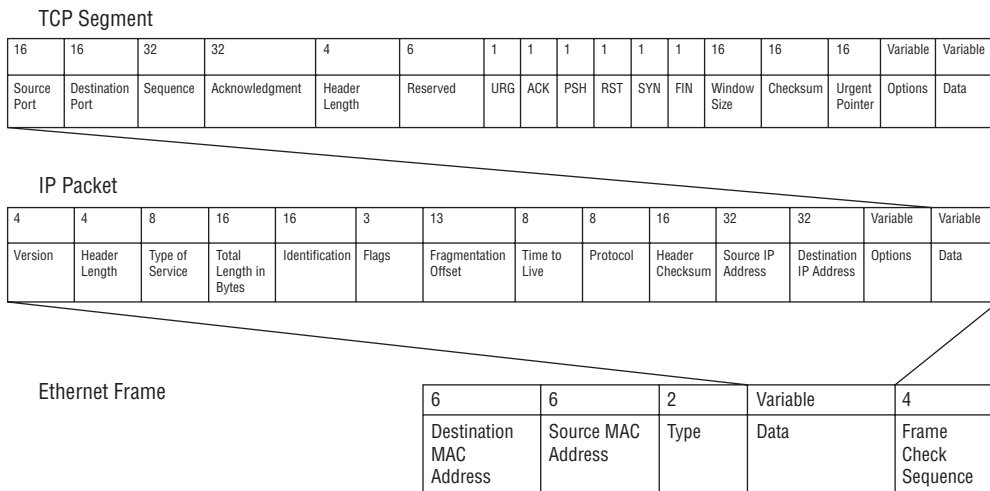 TCP Segment
16 16 32 32 4 6 1 1 1 1 1 1 16 16 16 Variable Variable
Source Port Destination Port Sequence Acknowledgment Header Length Reserved URG ACK PSH RST SYN FIN Window Size Checksum Urgent Pointer Options Data
IP Packet
4 4 8 16 16 3 13 8 8 16 32 32 Variable Variable
Version Header Length Type of Service Total Length in Bytes Identification Flags Fragmentation Offset Time to Live Protocol Header Checksum Source IP Address Destination IP Address Options Data
Ethernet Frame
6 6 2 Variable 4
Destination MAC Address Source MAC Address Type Data Frame Check Sequence